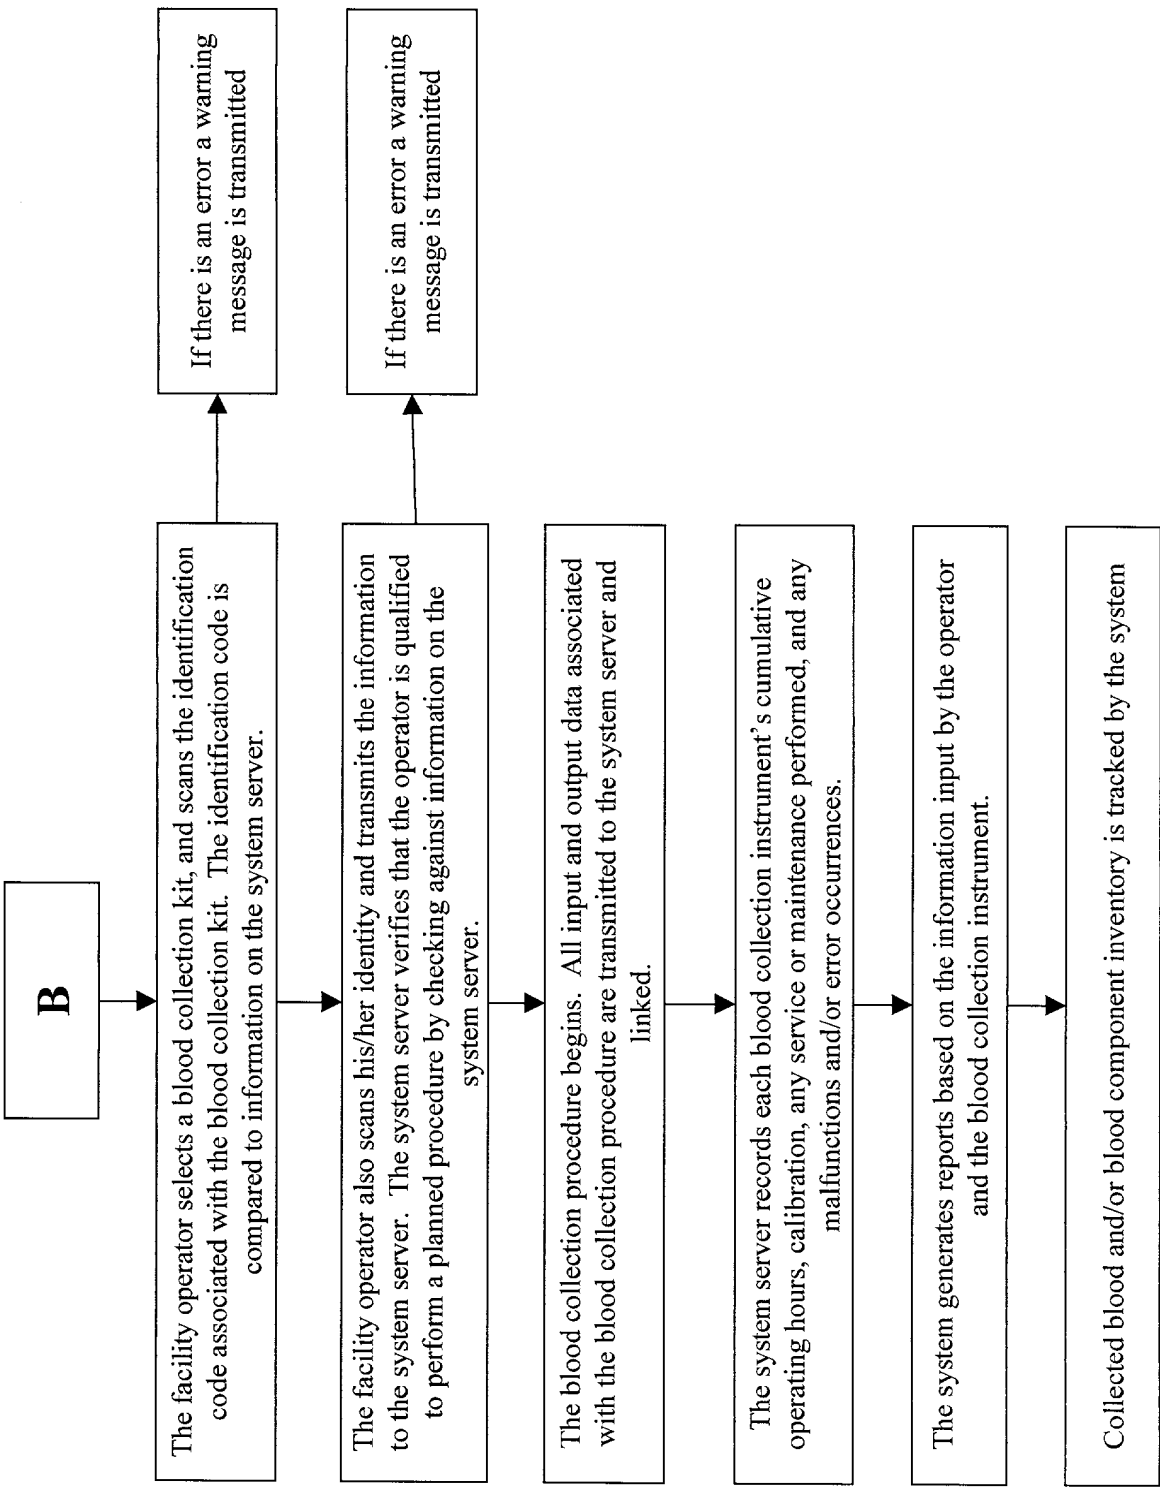 B
The facility operator selects a blood collection kit, and scans the identification
code associated with the blood collection kit.  The identification code is
compared to information on the system server.
If there is an error a warning
message is transmitted
The facility operator also scans his/her identity and transmits the information
to the system server.  The system server verifies that the operator is qualified
to perform a planned procedure by checking against information on the
system server.
If there is an error a warning
message is transmitted
The blood collection procedure begins.  All input and output data associated
with the blood collection procedure are transmitted to the system server and
linked.
The system server records each blood collection instrument's cumulative
operating hours, calibration, any service or maintenance performed, and any
malfunctions and/or error occurrences.
The system generates reports based on the information input by the operator
and the blood collection instrument.
Collected blood and/or blood component inventory is tracked by the system